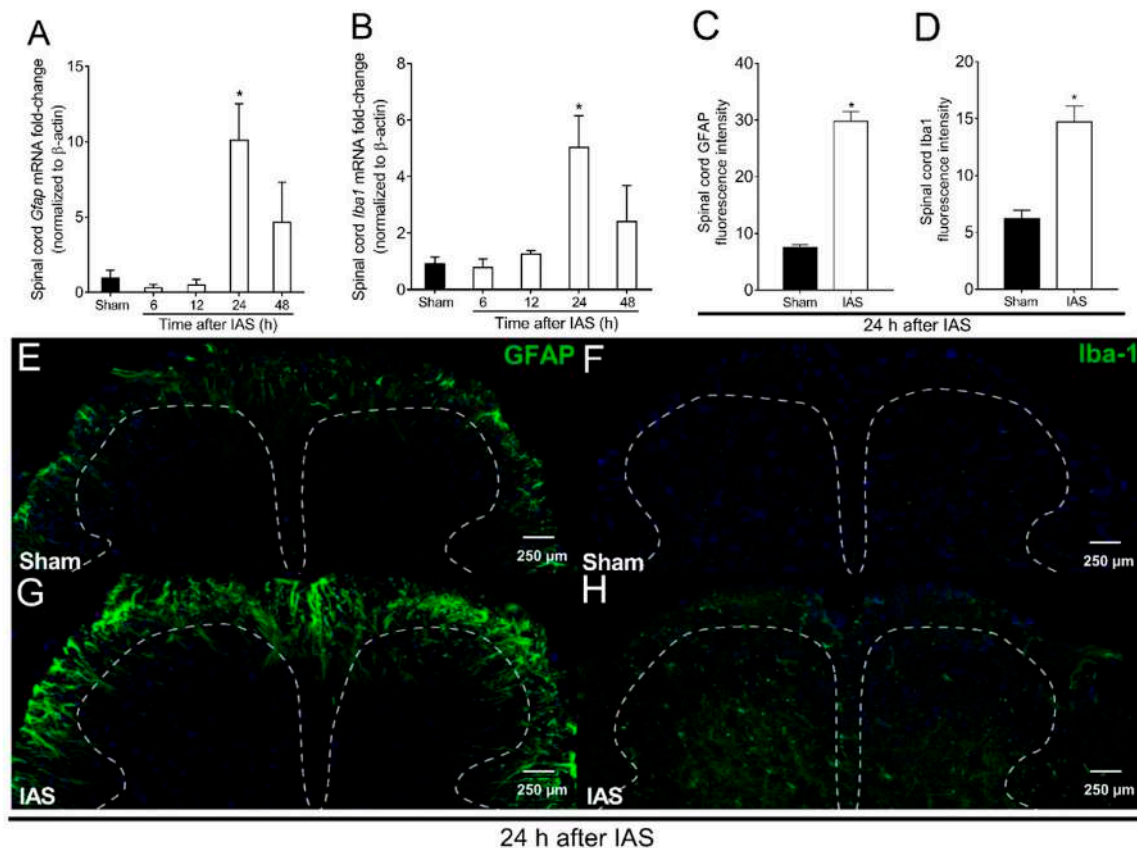 A
Spinal cord Gfap mRNA fold-change
(normalized to β-actin)
15
10
5
0
Sham 6 12 24 48
*
Time after IAS (h)
B
Spinal cord Iba1 mRNA fold-change
(normalized to β-actin)
8
6
4
2
0
Sham 6 12 24 48
*
Time after IAS (h)
C
Spinal cord GFAP
fluorescence intensity
40
30
20
10
0
*
Sham IAS
D
Spinal cord Iba1
fluorescence intensity
20
15
10
5
0
*
Sham IAS
24 h after IAS
E
GFAP
Sham
250 µm
F
Iba-1
Sham
250 µm
G
IAS
250 µm
H
IAS
250 µm
24 h after IAS